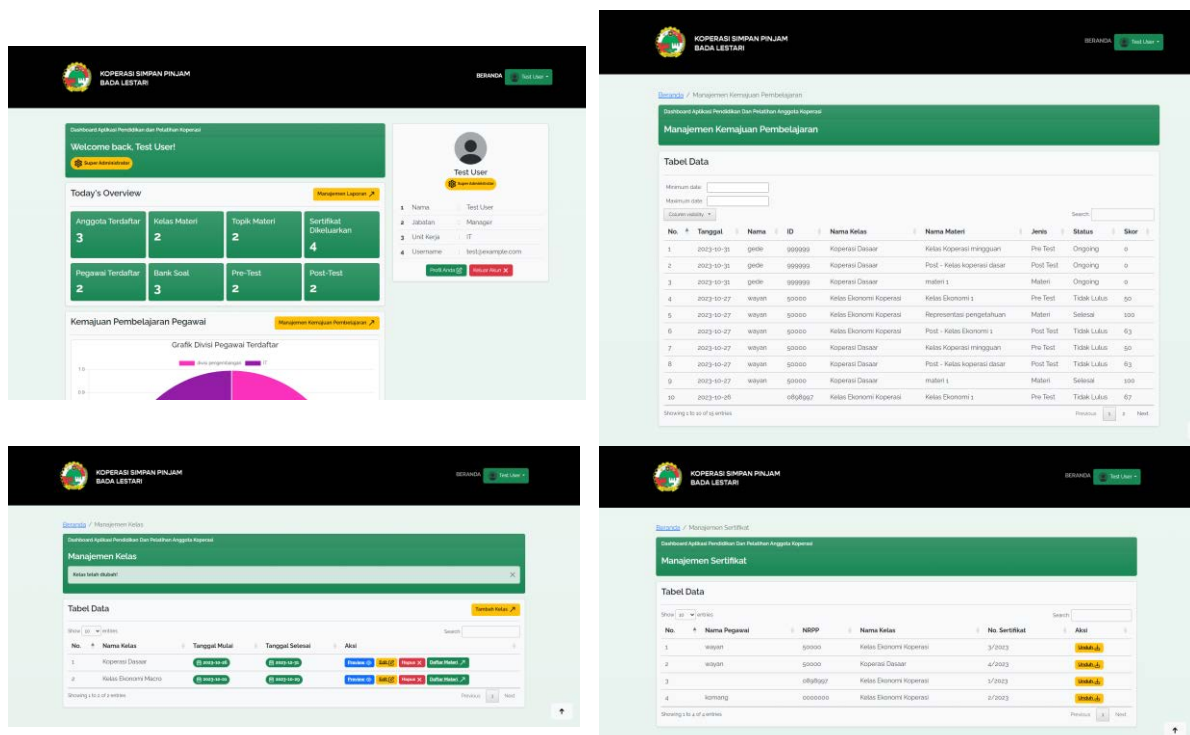 KOPERASI SIMPAN PINJAM
BADA LESTARI
BERANDA Test User
Dashboard Aplikasi Pendidikan dan Pelatihan Koperasi
Welcome back, Test User!
Super Administrator
Today's Overview
Manajemen Laporan
Anggota Terdaftar
3
Kelas Materi
2
Topik Materi
2
Sertifikat
Dikeluarkan
4
Pegawai Terdaftar
2
Bank Soal
3
Pre-Test
2
Post-Test
2
Kemajuan Pembelajaran Pegawai
Manajemen Kemajuan Pembelajaran
Grafik Divisi Pegawai Terdaftar
divisi pengembangan IT
1.0
0.9
Test User
Super Administrator
1 Nama : Test User
2 Jabatan : Manager
3 Unit Kerja : IT
4 Username : test@example.com
Profil Anda Keluar Akun
KOPERASI SIMPAN PINJAM
BADA LESTARI
BERANDA Test User
Beranda / Manajemen Kemajuan Pembelajaran
Dashboard Aplikasi Pendidikan Dan Pelatihan Anggota Koperasi
Manajemen Kemajuan Pembelajaran
Tabel Data
Minimum date:
Maximum date:
Column visibility
Search:
No. Tanggal Nama ID Nama Kelas Nama Materi Jenis Status Skor
1 2023-10-31 gede 999999 Koperasi Dasaar Kelas Koperasi mingguan Pre Test Ongoing 0
2 2023-10-31 gede 999999 Koperasi Dasaar Post - Kelas koperasi dasar Post Test Ongoing 0
3 2023-10-31 gede 999999 Koperasi Dasaar materi 1 Materi Ongoing 0
4 2023-10-27 wayan 50000 Kelas Ekonomi Koperasi Kelas Ekonomi 1 Pre Test Tidak Lulus 50
5 2023-10-27 wayan 50000 Kelas Ekonomi Koperasi Representasi pengetahuan Materi Selesai 100
6 2023-10-27 wayan 50000 Kelas Ekonomi Koperasi Post - Kelas Ekonomi 1 Post Test Tidak Lulus 63
7 2023-10-27 wayan 50000 Koperasi Dasaar Kelas Koperasi mingguan Pre Test Tidak Lulus 50
8 2023-10-27 wayan 50000 Koperasi Dasaar Post - Kelas koperasi dasar Post Test Tidak Lulus 63
9 2023-10-27 wayan 50000 Koperasi Dasaar materi 1 Materi Selesai 100
10 2023-10-26 0898997 Kelas Ekonomi Koperasi Kelas Ekonomi 1 Pre Test Tidak Lulus 67
Showing 1 to 10 of 19 entries
Previous 1 2 Next
KOPERASI SIMPAN PINJAM
BADA LESTARI
BERANDA Test User
Beranda / Manajemen Kelas
Dashboard Aplikasi Pendidikan Dan Pelatihan Anggota Koperasi
Manajemen Kelas
Kelas telah diubah!
Tabel Data
Tambah Kelas
Show 10 entries
Search:
No. Nama Kelas Tanggal Mulai Tanggal Selesai Aksi
1 Koperasi Dasaar Preview Edit Hapus Daftar Materi
2 Kelas Ekonomi Macro Preview Edit Hapus Daftar Materi
Showing 1 to 2 of 2 entries
Previous 1 Next
KOPERASI SIMPAN PINJAM
BADA LESTARI
BERANDA Test User
Beranda / Manajemen Sertifikat
Dashboard Aplikasi Pendidikan Dan Pelatihan Anggota Koperasi
Manajemen Sertifikat
Tabel Data
Show 10 entries
Search:
No. Nama Pegawai NRPP Nama Kelas No. Sertifikat Aksi
1 wayan 50000 Kelas Ekonomi Koperasi 3/2023 Unduh
2 wayan 50000 Koperasi Dasaar 4/2023 Unduh
3 0898997 Kelas Ekonomi Koperasi 1/2023 Unduh
4 komang 0000000 Kelas Ekonomi Koperasi 2/2023 Unduh
Showing 1 to 4 of 4 entries
Previous 1 Next